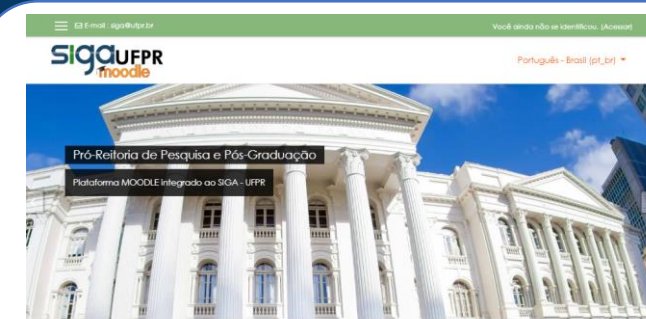 E-mail : siga@ufpr.br
Você ainda não se identificou. (Acessar)
SIGA UFPR
moodle
Português - Brasil (pt_br)
Pró-Reitoria de Pesquisa e Pós-Graduação
Plataforma MOODLE integrado ao SIGA - UFPR